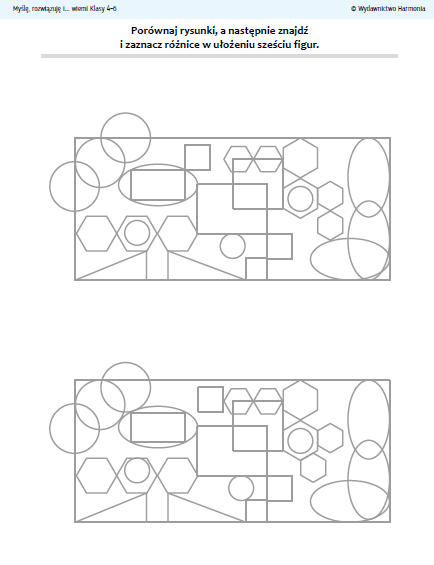 Myślę, rozwiązuję i... wiem! Klasy 4–6
© Wydawnictwo Harmonia
Porównaj rysunki, a następnie znajdź
i zaznacz różnice w ułożeniu sześciu figur.